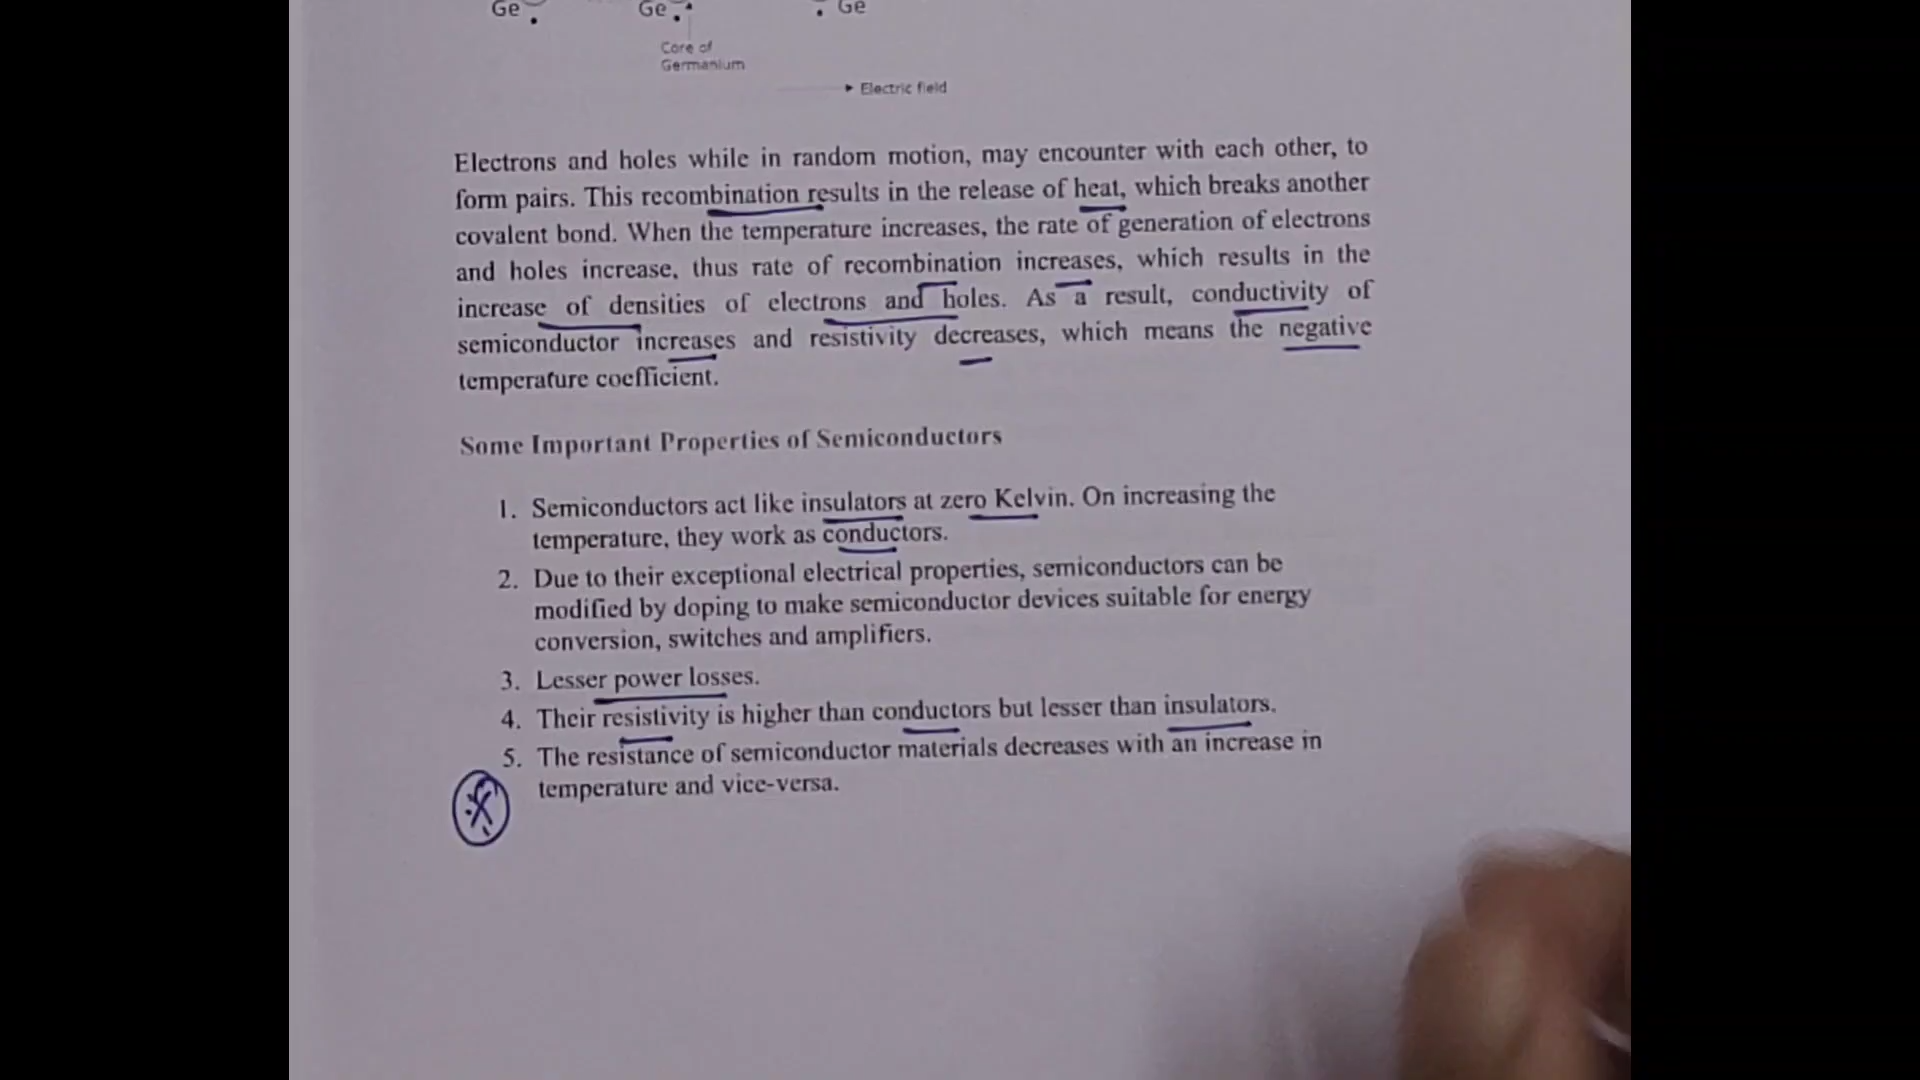 Ge Ge Ge
Core of
Germanium
Electric field
Electrons and holes while in random motion, may encounter with each other, to
form pairs. This recombination results in the release of heat, which breaks another
covalent bond. When the temperature increases, the rate of generation of electrons
and holes increase, thus rate of recombination increases, which results in the
increase of densities of electrons and holes. As a result, conductivity of
semiconductor increases and resistivity decreases, which means the negative
temperature coefficient.
Some Important Properties of Semiconductors
1. Semiconductors act like insulators at zero Kelvin. On increasing the
temperature, they work as conductors.
2. Due to their exceptional electrical properties, semiconductors can be
modified by doping to make semiconductor devices suitable for energy
conversion, switches and amplifiers.
3. Lesser power losses.
4. Their resistivity is higher than conductors but lesser than insulators.
5. The resistance of semiconductor materials decreases with an increase in
temperature and vice-versa.